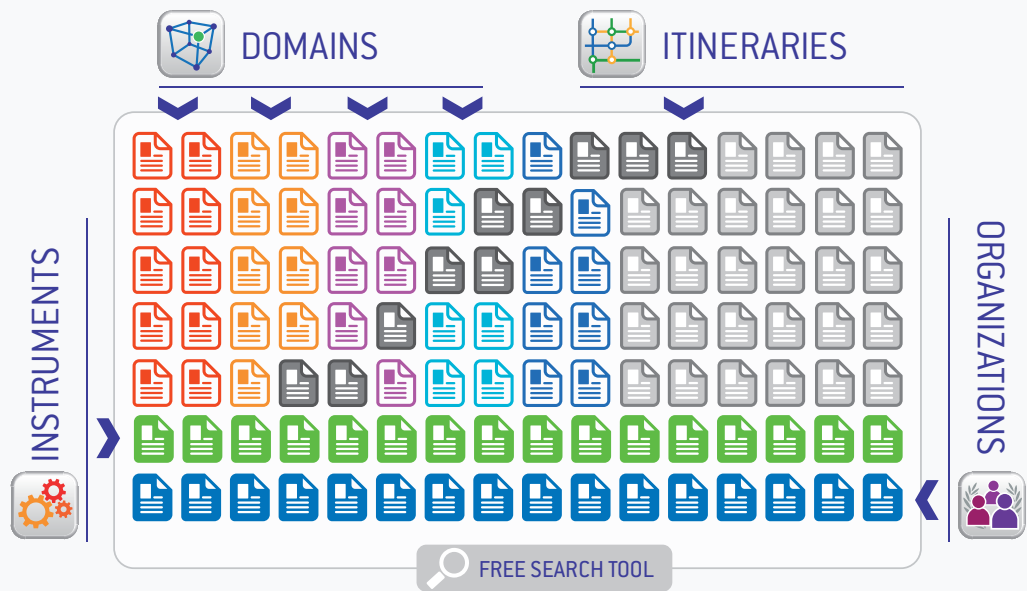 DOMAINS
ITINERARIES
INSTRUMENTS
ORGANIZATIONS
FREE SEARCH TOOL